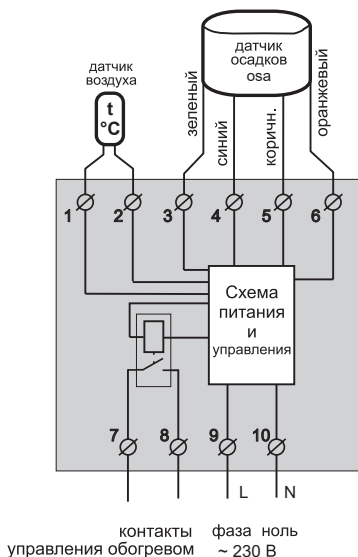 датчик
осадков
osa
датчик
воздуха
t
°C
зеленый
синий
коричн.
оранжевый
1 2 3 4 5 6
Схема
питания
и
управления
7 8 9 10
L N
контакты фаза ноль
управления обогревом ~ 230 В